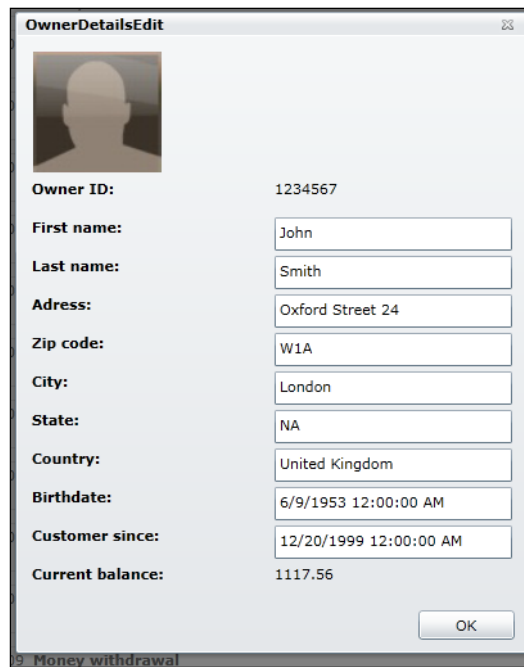 OwnerDetailsEdit
Owner ID: 1234567
First name: John
Last name: Smith
Adress: Oxford Street 24
Zip code: W1A
City: London
State: NA
Country: United Kingdom
Birthdate: 6/9/1953 12:00:00 AM
Customer since: 12/20/1999 12:00:00 AM
Current balance: 1117.56
OK
09 Money withdrawal